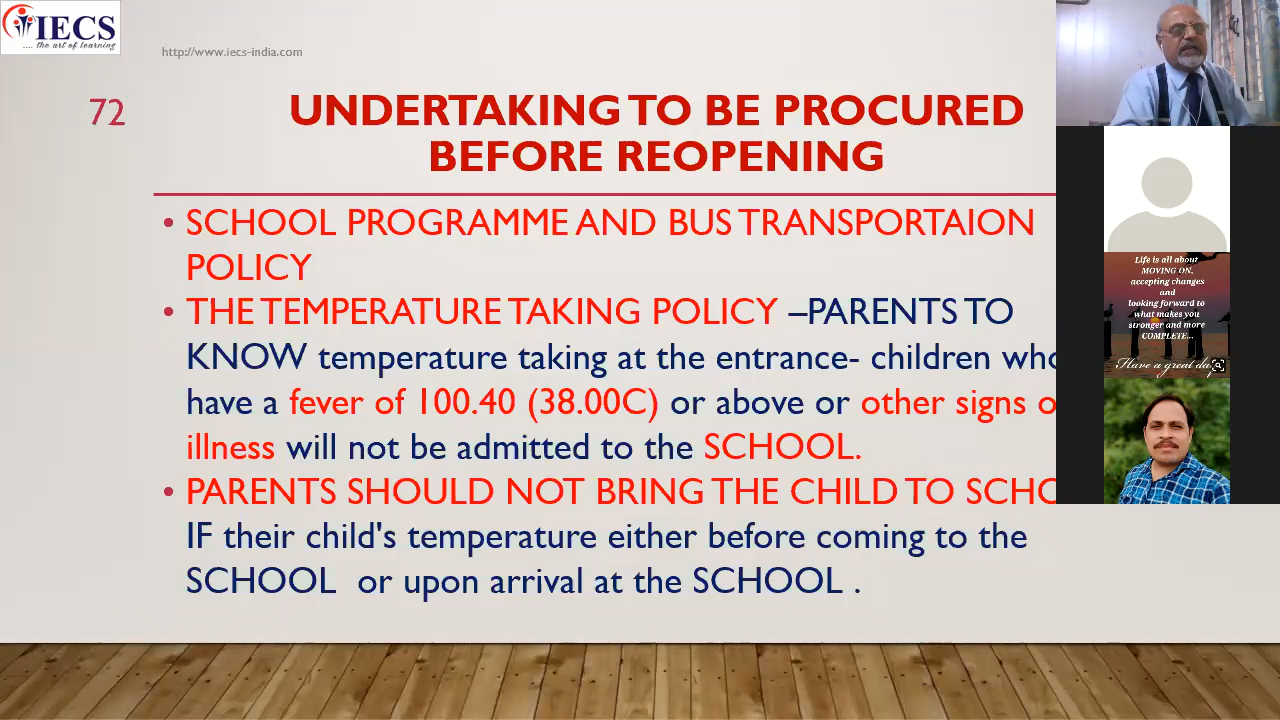 IECS
.... the art of learning
http://www.iecs-india.com
72
UNDERTAKING TO BE PROCURED
BEFORE REOPENING
• SCHOOL PROGRAMME AND BUS TRANSPORTAION
POLICY
• THE TEMPERATURE TAKING POLICY –PARENTS TO
KNOW temperature taking at the entrance- children who
have a fever of 100.40 (38.00C) or above or other signs o
illness will not be admitted to the SCHOOL.
• PARENTS SHOULD NOT BRING THE CHILD TO SCHO
IF their child's temperature either before coming to the
SCHOOL or upon arrival at the SCHOOL .
Life is all about
MOVING ON,
accepting changes
and
looking forward to
what makes you
stronger and more
COMPLETE...
Have a great day